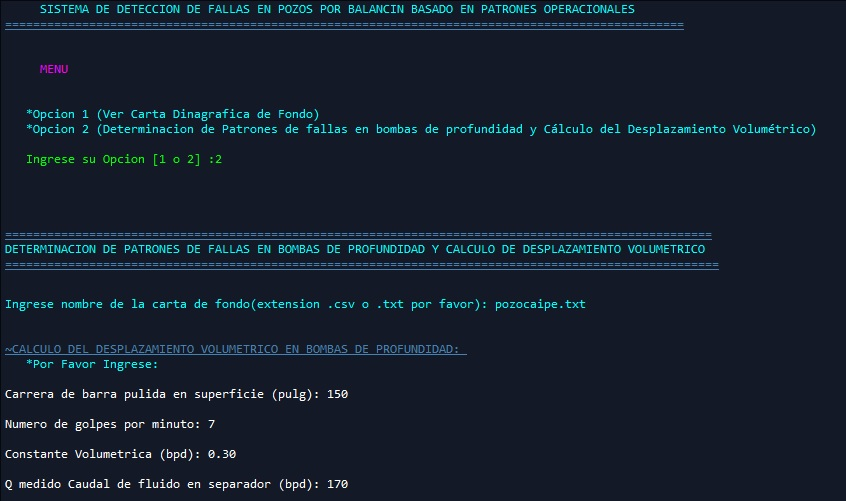 SISTEMA DE DETECCION DE FALLAS EN POZOS POR BALANCIN BASADO EN PATRONES OPERACIONALES
=================================================================================================
MENU
*Opcion 1 (Ver Carta Dinagrafica de Fondo)
*Opcion 2 (Determinacion de Patrones de fallas en bombas de profundidad y Cálculo del Desplazamiento Volumétrico)
Ingrese su Opcion [1 o 2] :2
=====================================================================================================
DETERMINACION DE PATRONES DE FALLAS EN BOMBAS DE PROFUNDIDAD Y CALCULO DE DESPLAZAMIENTO VOLUMETRICO
======================================================================================================
Ingrese nombre de la carta de fondo(extension .csv o .txt por favor): pozocaipe.txt
~CALCULO DEL DESPLAZAMIENTO VOLUMETRICO EN BOMBAS DE PROFUNDIDAD:
*Por Favor Ingrese:
Carrera de barra pulida en superficie (pulg): 150
Numero de golpes por minuto: 7
Constante Volumetrica (bpd): 0.30
Q medido Caudal de fluido en separador (bpd): 170